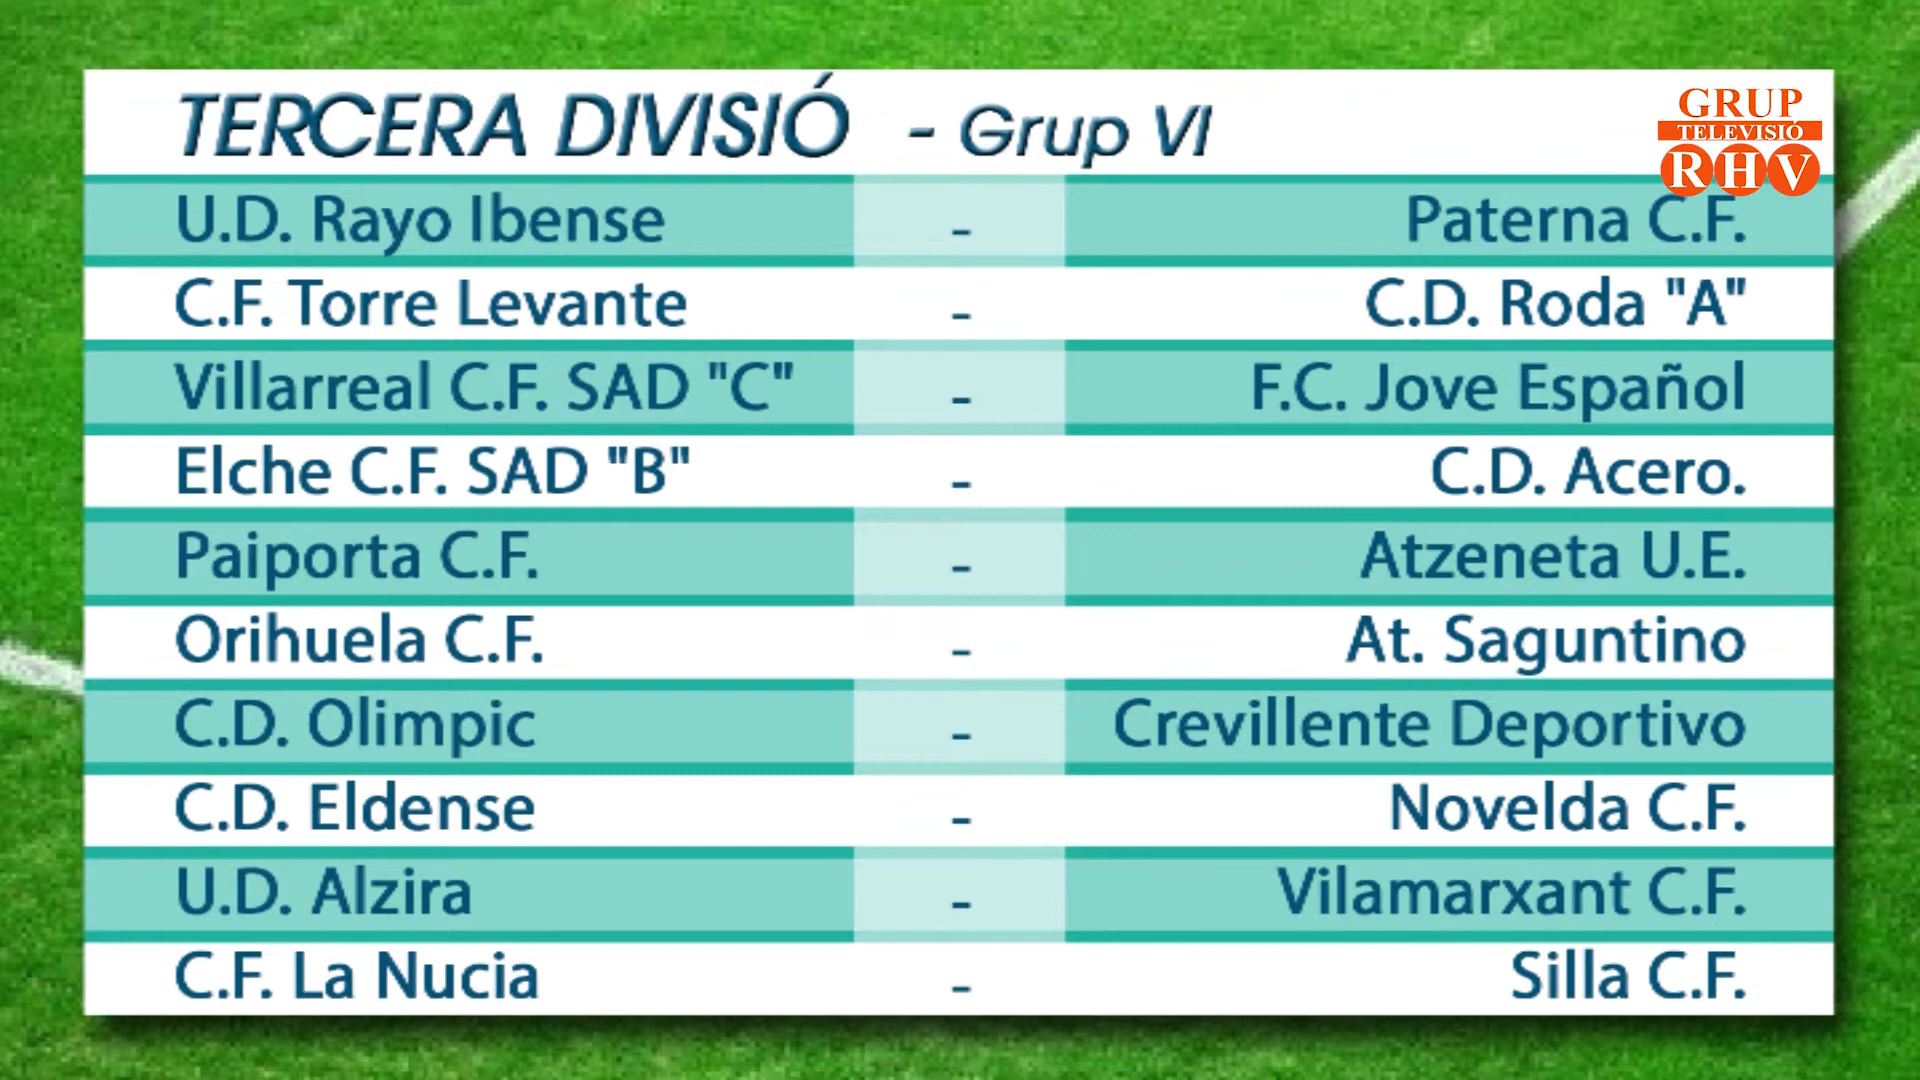 TERCERA DIVISIÓ - Grup VI
GRUP
TELEVISIÓ
RHV
U.D. Rayo Ibense - Paterna C.F.
C.F. Torre Levante - C.D. Roda "A"
Villarreal C.F. SAD "C" - F.C. Jove Español
Elche C.F. SAD "B" - C.D. Acero.
Paiporta C.F. - Atzeneta U.E.
Orihuela C.F. - At. Saguntino
C.D. Olimpic - Crevillente Deportivo
C.D. Eldense - Novelda C.F.
U.D. Alzira - Vilamarxant C.F.
C.F. La Nucia - Silla C.F.